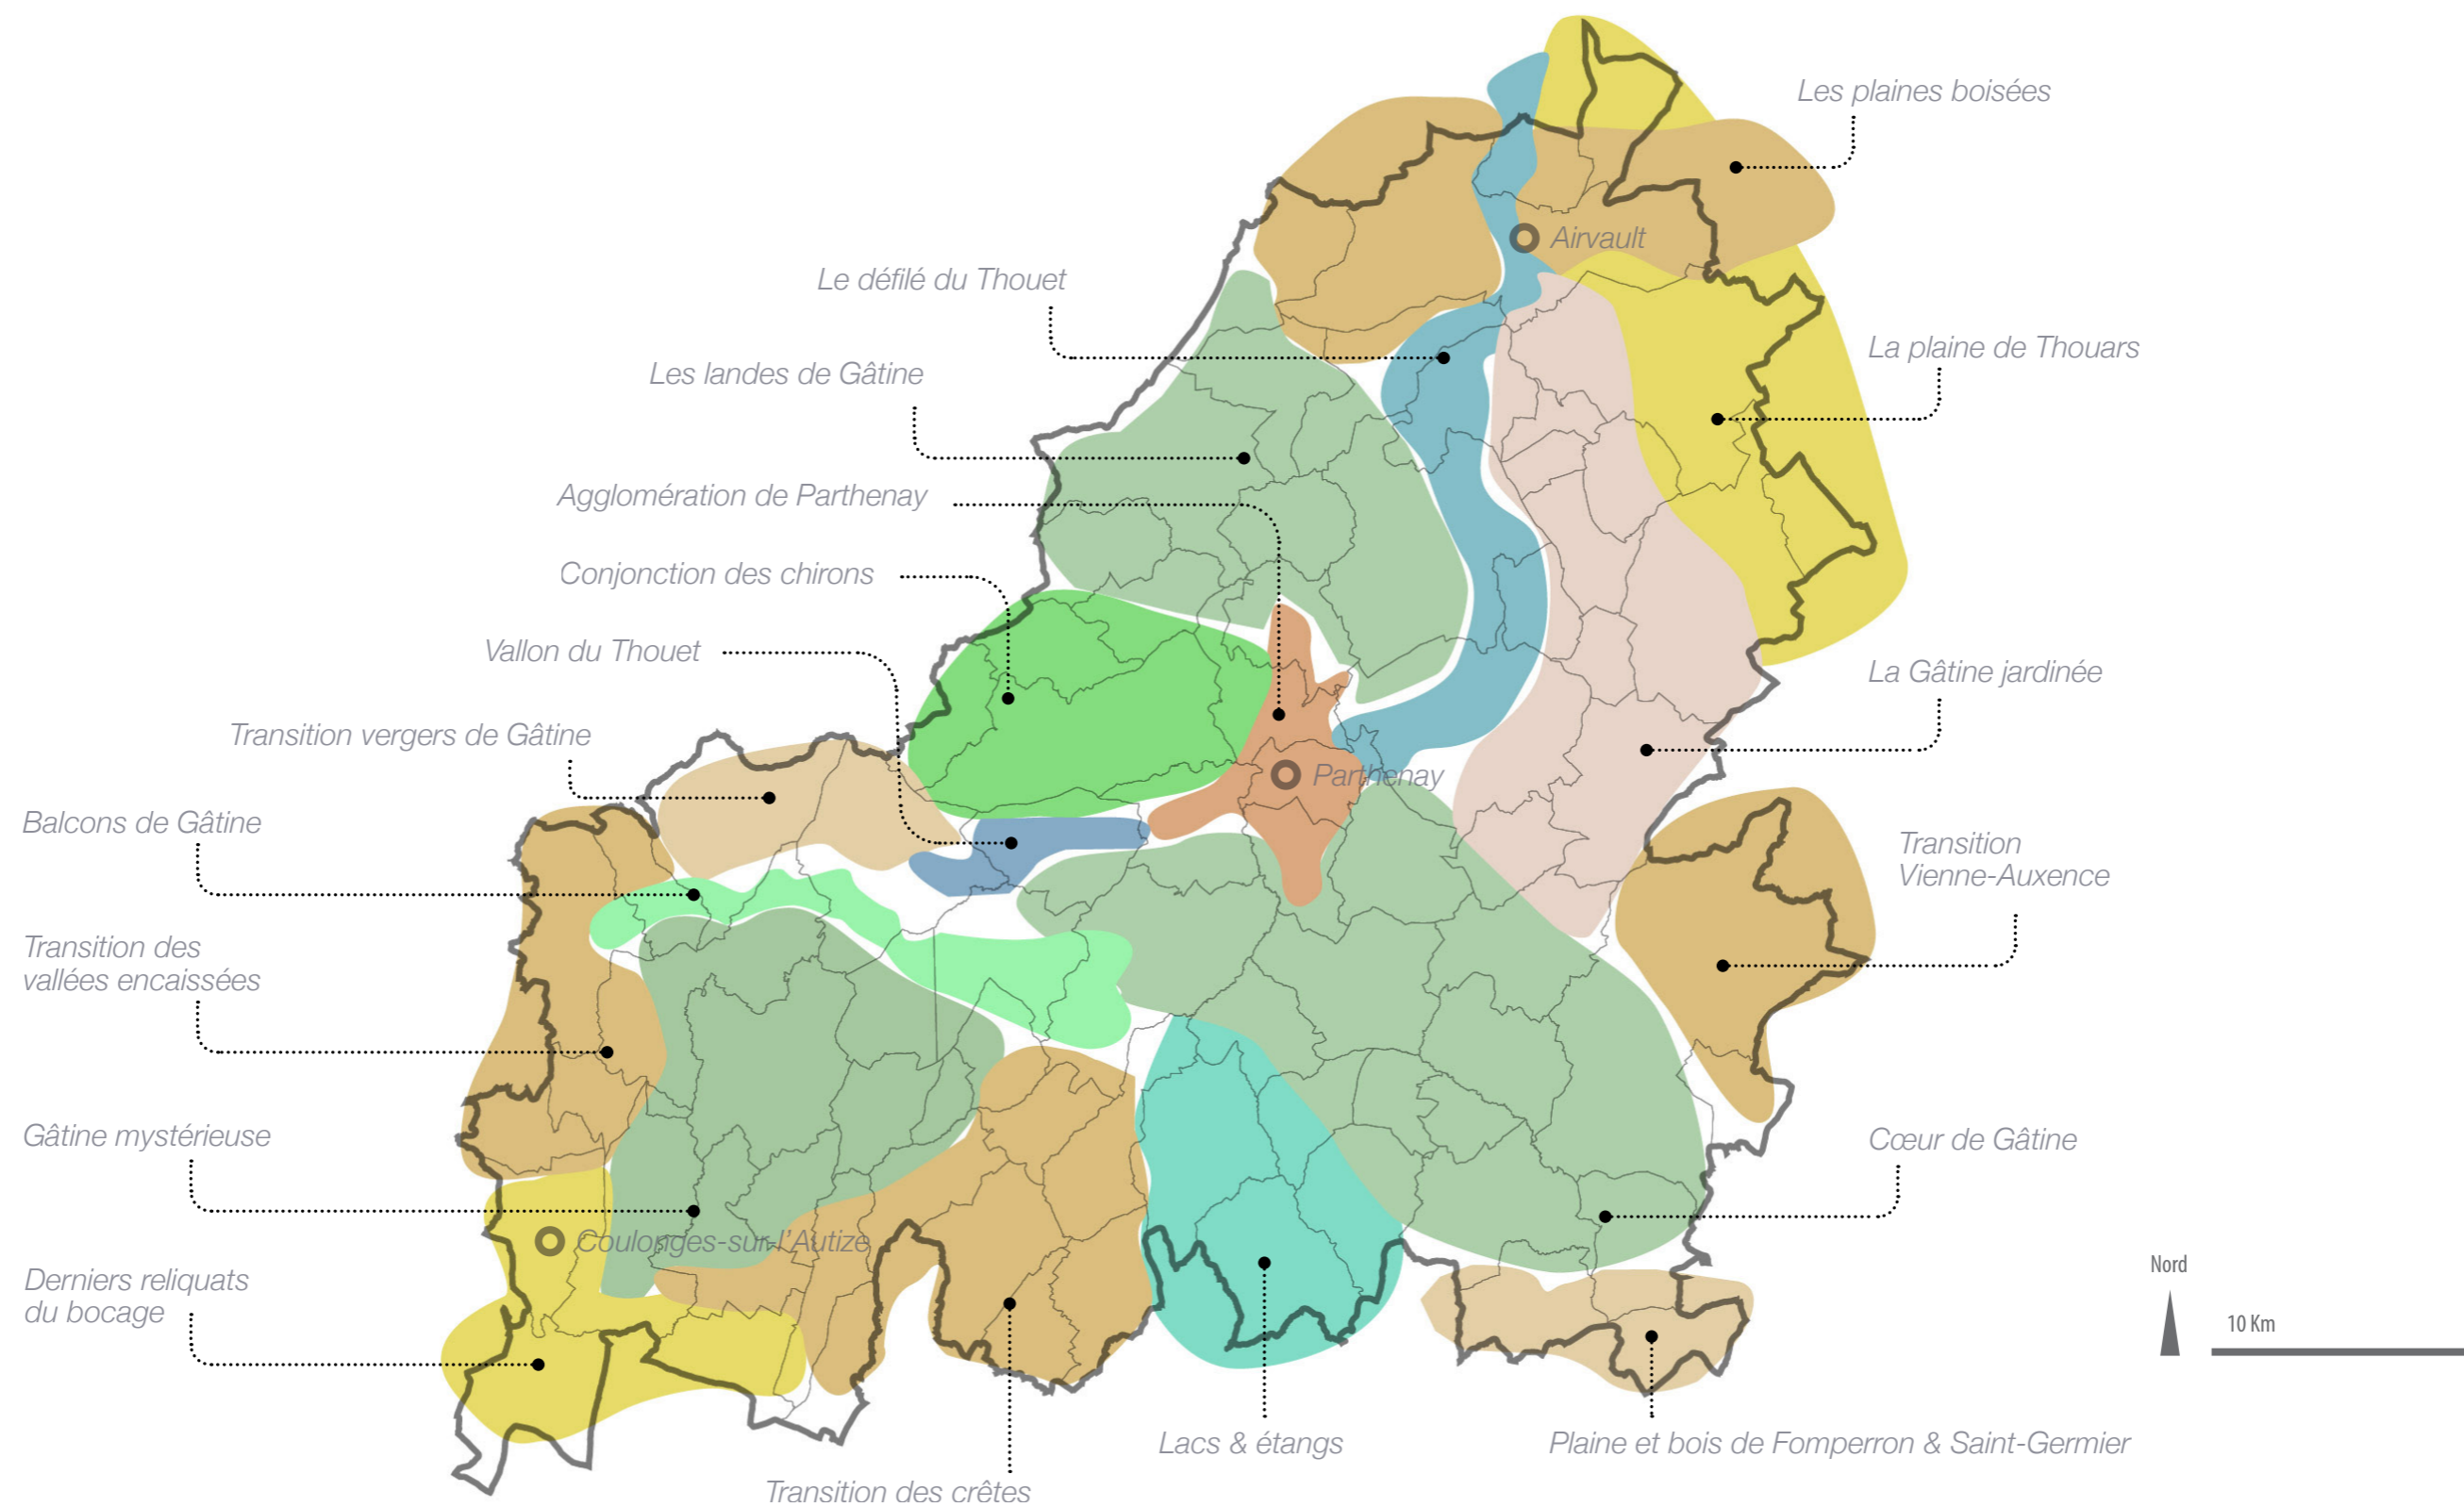 Les plaines boisées
Airvault
Le défilé du Thouet
La plaine de Thouars
Les landes de Gâtine
Agglomération de Parthenay
Conjonction des chirons
Vallon du Thouet
La Gâtine jardinée
Transition vergers de Gâtine
Parthenay
Balcons de Gâtine
Transition
Vienne-Auxence
Transition des
vallées encaissées
Gâtine mystérieuse
Cœur de Gâtine
Coulonges-sur-l'Autize
Derniers reliquats
du bocage
Nord
10 Km
Lacs & étangs
Plaine et bois de Fomperron & Saint-Germier
Transition des crêtes